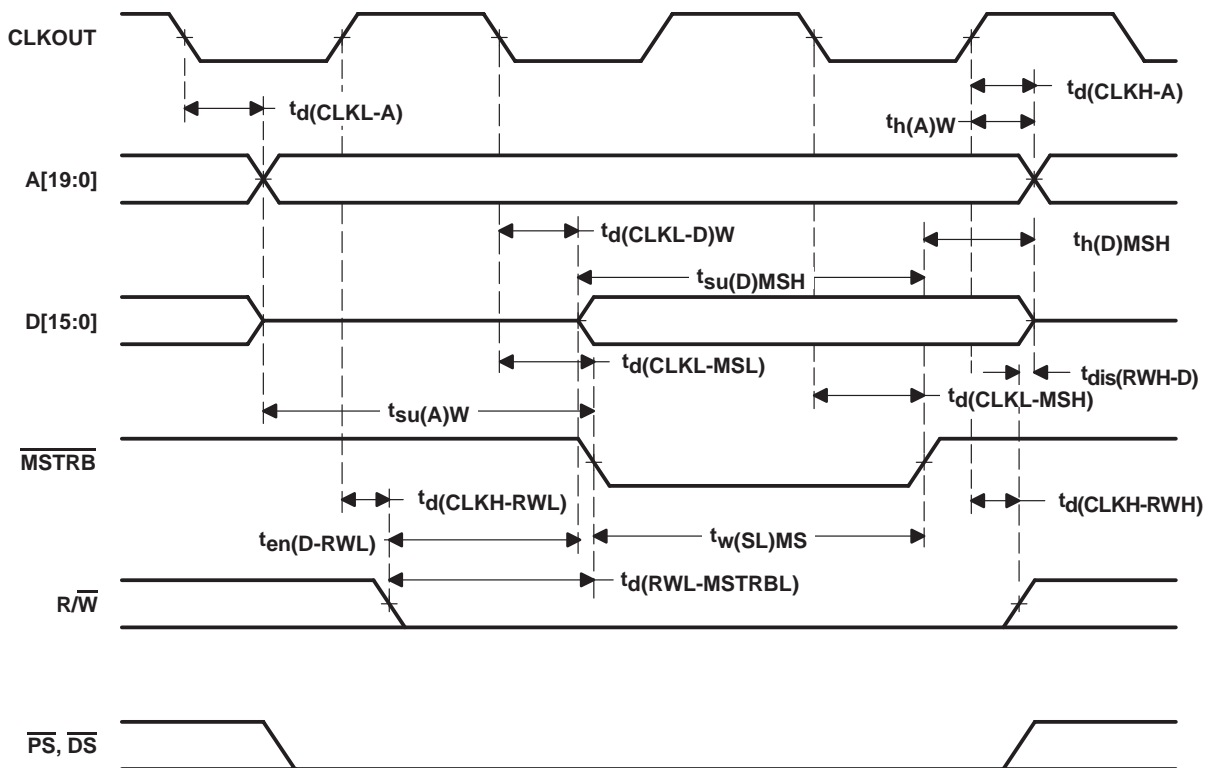 CLKOUT
td(CLKL-A)
td(CLKH-A)
th(A)W
A[19:0]
td(CLKL-D)W
th(D)MSH
tsu(D)MSH
D[15:0]
td(CLKL-MSL)
tdis(RWH-D)
td(CLKL-MSH)
tsu(A)W
MSTRB
td(CLKH-RWL)
td(CLKH-RWH)
ten(D-RWL)
tw(SL)MS
td(RWL-MSTRBL)
R/W
PS, DS